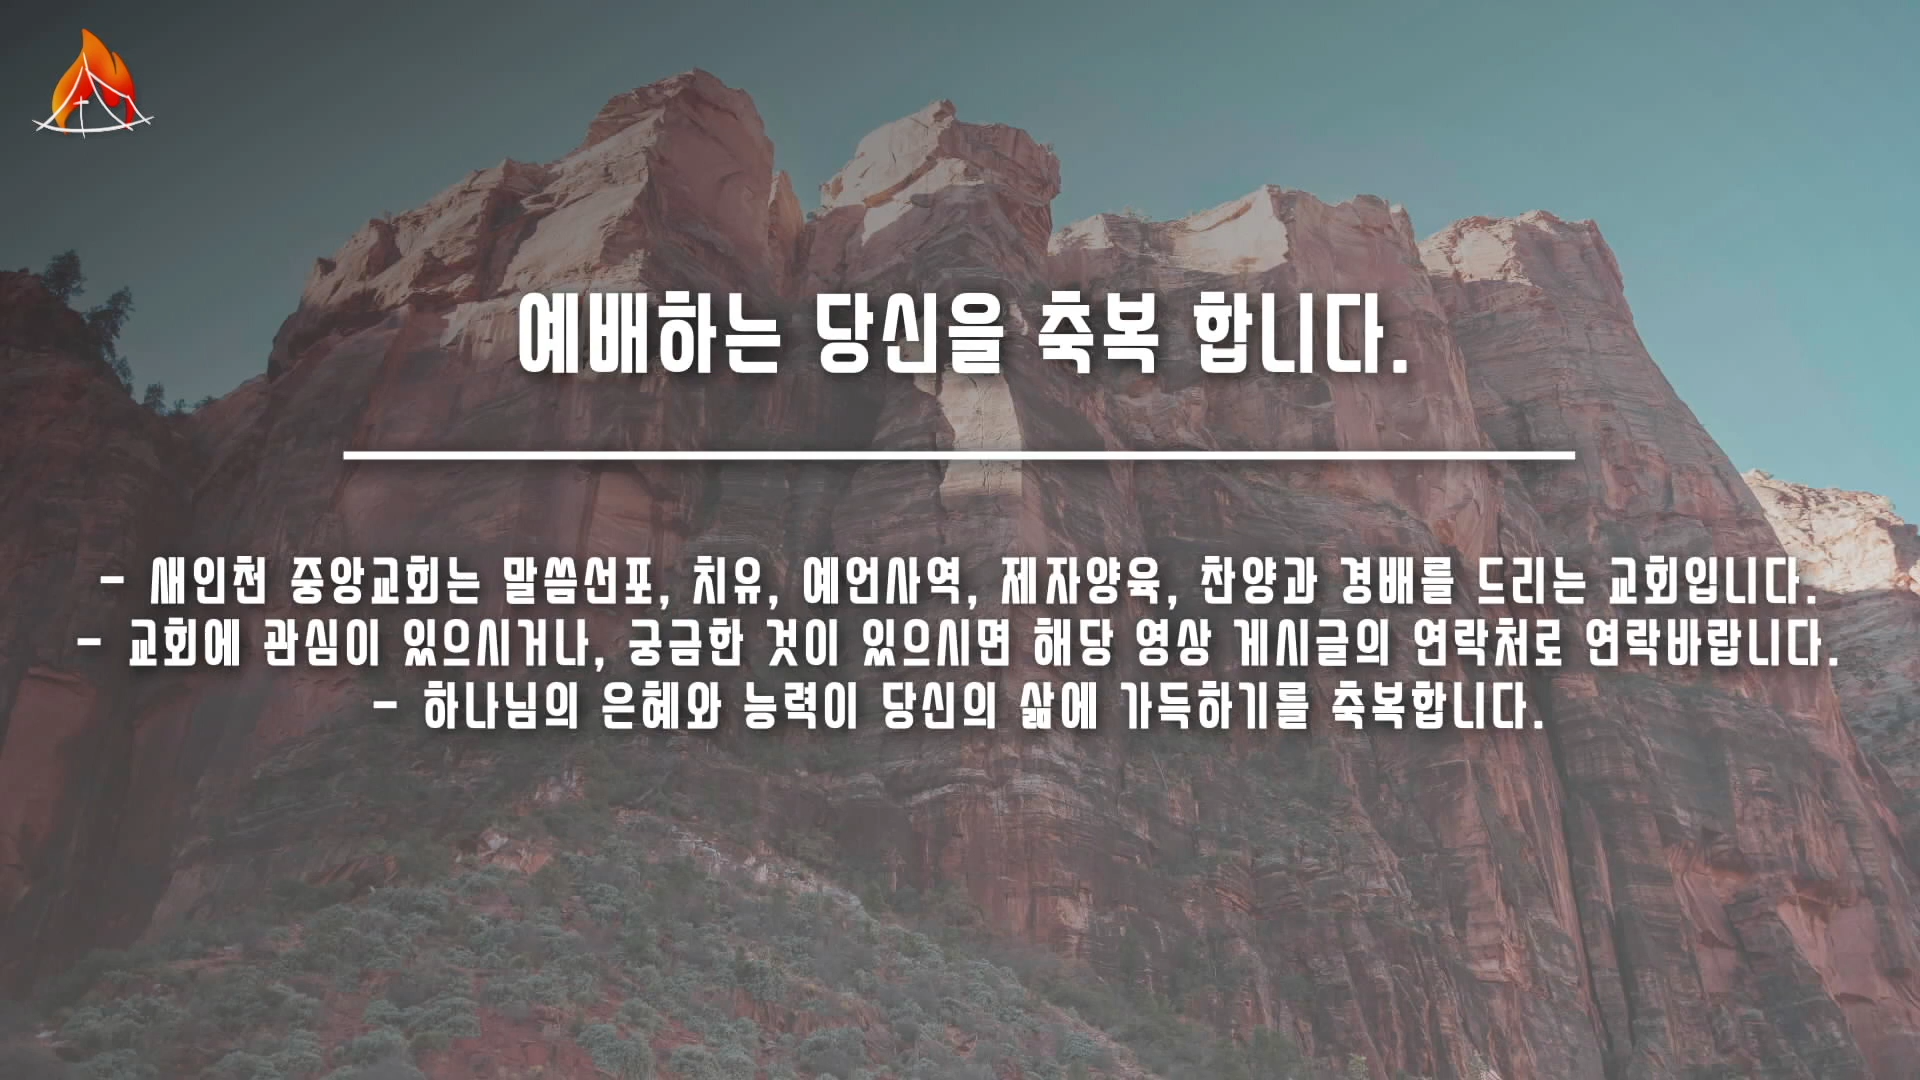 예배하는 당신을 축복 합니다.
- 새인천 중앙교회는 말씀선포, 치유, 예언사역, 제자양육, 찬양과 경배를 드리는 교회입니다.
- 교회에 관심이 있으시거나, 궁금한 것이 있으시면 해당 영상 게시글의 연락처로 연락바랍니다.
- 하나님의 은혜와 능력이 당신의 삶에 가득하기를 축복합니다.